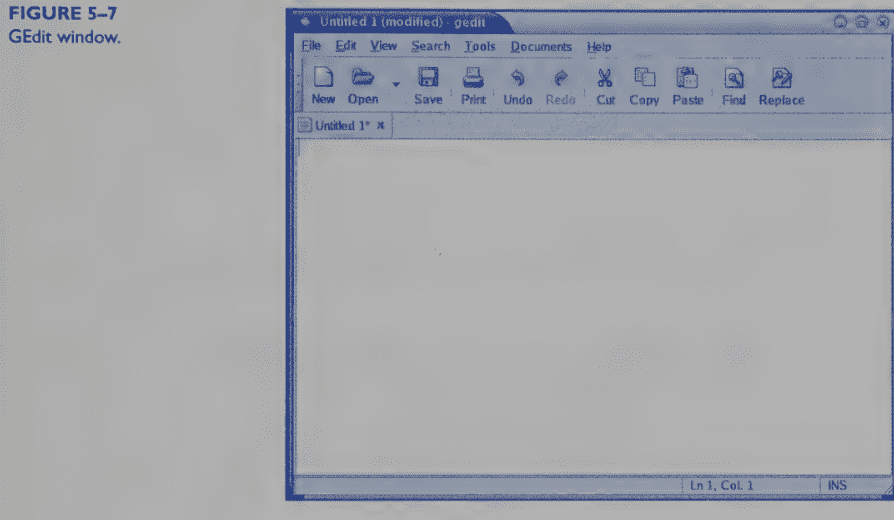 FIGURE 5–7
GEdit window.
Untitled 1 (modified) - gedit
File Edit View Search Tools Documents Help
New Open Save Print Undo Redo Cut Copy Paste Find Replace
Untitled 1*
Ln 1, Col. 1 INS